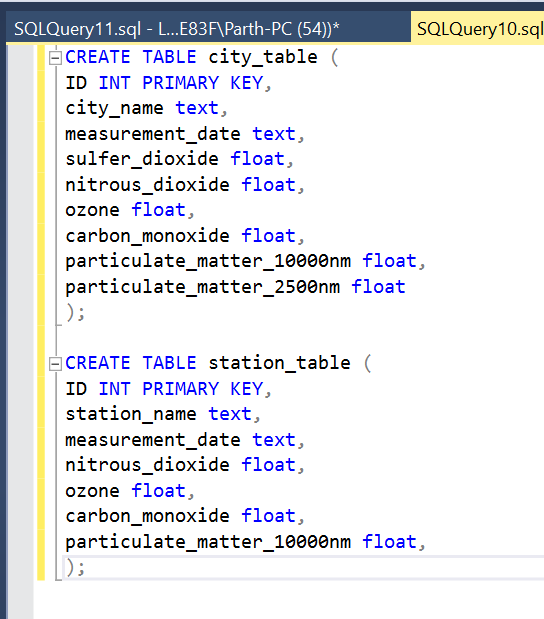 SQLQuery11.sql - L...E83F\Parth-PC (54))* SQLQuery10.sql
CREATE TABLE city_table (
ID INT PRIMARY KEY,
city_name text,
measurement_date text,
sulfer_dioxide float,
nitrous_dioxide float,
ozone float,
carbon_monoxide float,
particulate_matter_10000nm float,
particulate_matter_2500nm float
);
CREATE TABLE station_table (
ID INT PRIMARY KEY,
station_name text,
measurement_date text,
nitrous_dioxide float,
ozone float,
carbon_monoxide float,
particulate_matter_10000nm float,
);